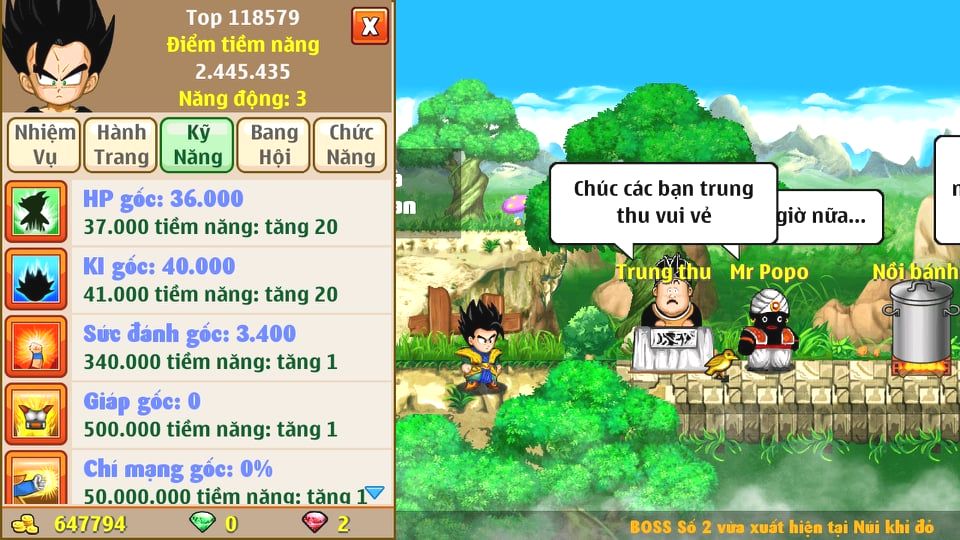 Top 118579
Điểm tiềm năng
2.445.435
Năng động: 3
X
Nhiệm Vụ
Hành Trang
Kỹ Năng
Bang Hội
Chức Năng
HP gốc: 36.000
37.000 tiềm năng: tăng 20
KI gốc: 40.000
41.000 tiềm năng: tăng 20
Sức đánh gốc: 3.400
340.000 tiềm năng: tăng 1
Giáp gốc: 0
500.000 tiềm năng: tăng 1
Chí mạng gốc: 0%
50.000.000 tiềm năng: tăng 1
647794
0
2
Chúc các bạn trung
thu vui vẻ
giờ nữa...
Trung thu
Mr Popo
Nồi bánh
BOSS Số 2 vừa xuất hiện tại Núi khỉ đỏ